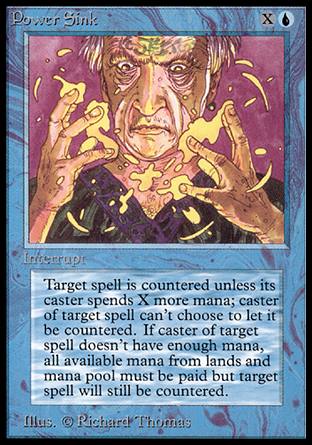 Power Sink X
Interrupt
Target spell is countered unless its
caster spends X more mana; caster
of target spell can't choose to let it
be countered. If caster of target
spell doesn't have enough mana,
all available mana from lands and
mana pool must be paid but target
spell will still be countered.
Illus. © Richard Thomas